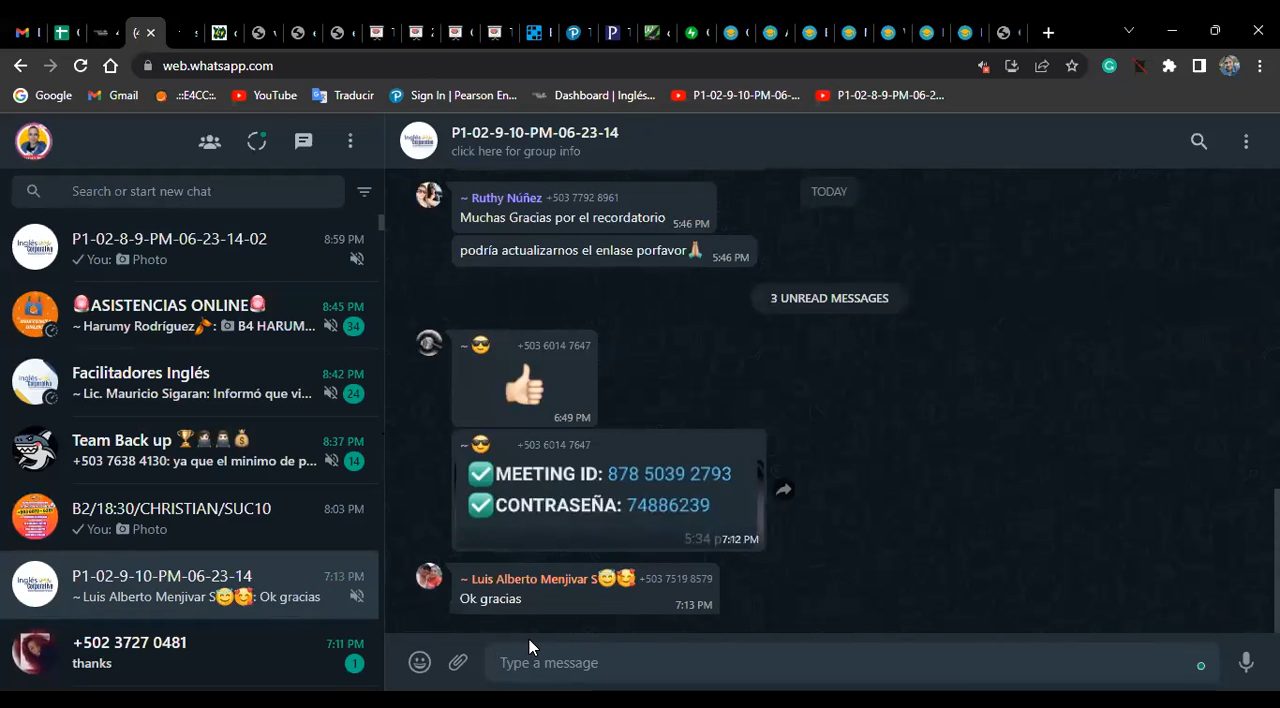 web.whatsapp.com
Google
Gmail
.::E4CC::.
YouTube
Traducir
Sign In | Pearson En...
Dashboard | Inglés...
P1-02-9-10-PM-06-...
P1-02-8-9-PM-06-2...
P1-02-9-10-PM-06-23-14
click here for group info
Search or start new chat
P1-02-8-9-PM-06-23-14-02 8:59 PM
You: Photo
🚨ASISTENCIAS ONLINE🚨 8:45 PM
~ Harumy Rodríguez🥕: B4 HARUM... 34
Facilitadores Inglés 8:42 PM
~ Lic. Mauricio Sigaran: Informó que vi... 24
Team Back up 8:37 PM
+503 7638 4130: ya que el minimo de p... 14
B2/18:30/CHRISTIAN/SUC10 8:03 PM
You: Photo
P1-02-9-10-PM-06-23-14 7:13 PM
~ Luis Alberto Menjivar S😅🥰: Ok gracias
+502 3727 0481 7:11 PM
thanks 1
TODAY
~ Ruthy Núñez +503 7792 8961
Muchas Gracias por el recordatorio 5:46 PM
podría actualizarnos el enlase porfavor🙏🏼 5:46 PM
3 UNREAD MESSAGES
~ 😎 +503 6014 7647
👍🏻
6:49 PM
~ 😎 +503 6014 7647
✅MEETING ID: 878 5039 2793
✅CONTRASEÑA: 74886239
5:34 p 7:12 PM
~ Luis Alberto Menjivar S😅🥰 +503 7519 8579
Ok gracias
7:13 PM
Type a message